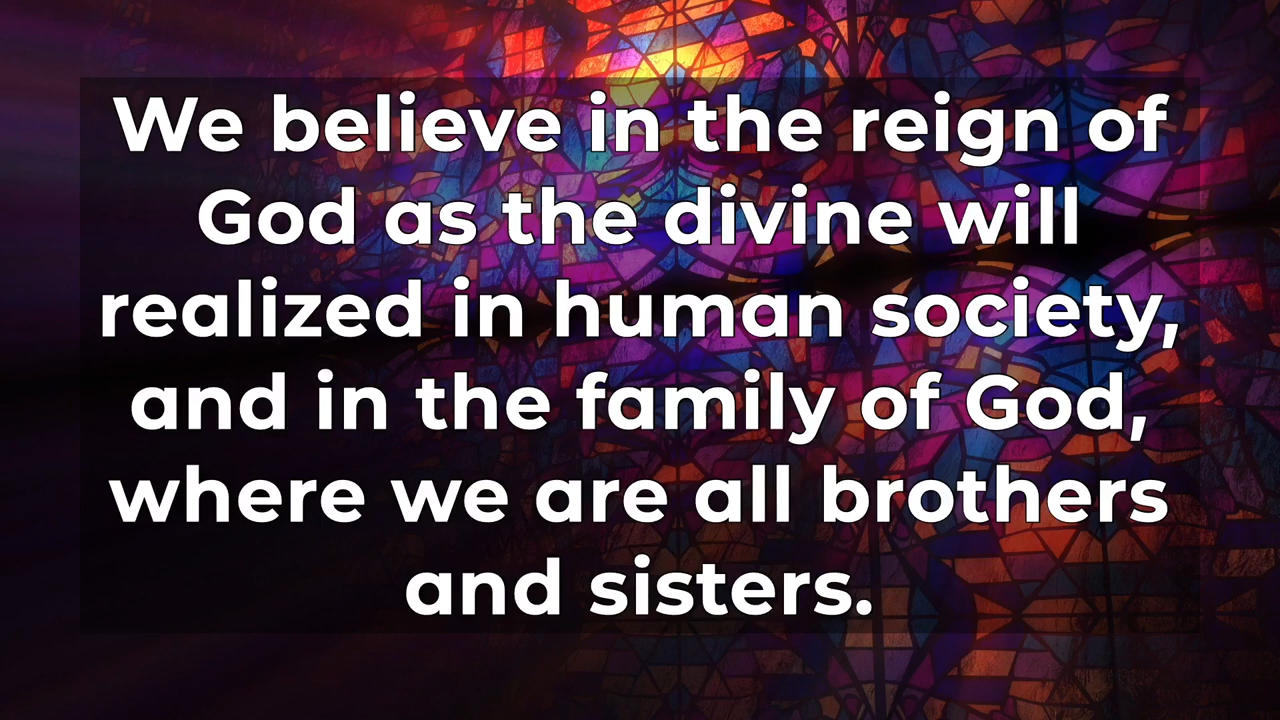 We believe in the reign of
God as the divine will
realized in human society,
and in the family of God,
where we are all brothers
and sisters.